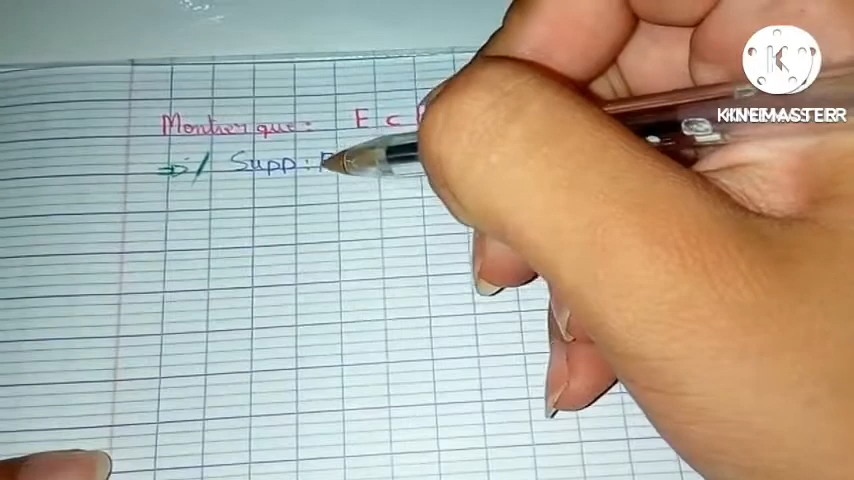 KINEMASTER
Montrer que : E ⊂
⇒ / Supp :